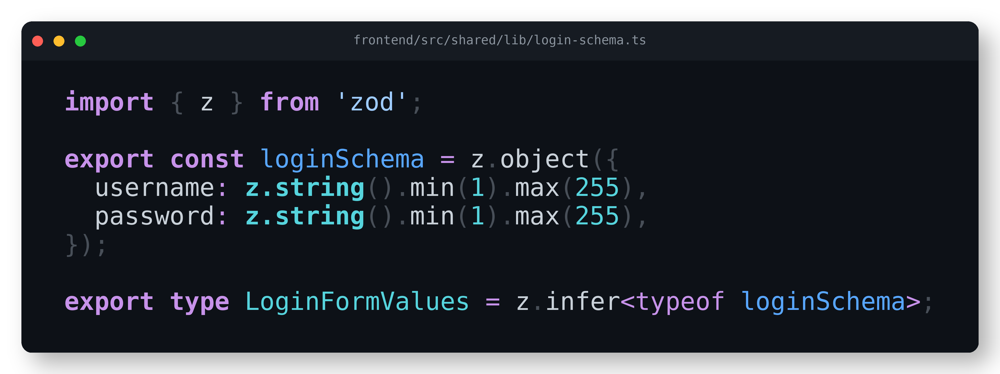 frontend/src/shared/lib/login-schema.ts
import { z } from 'zod';
export const loginSchema = z.object({
  username: z.string().min(1).max(255),
  password: z.string().min(1).max(255),
});
export type LoginFormValues = z.infer<typeof loginSchema>;